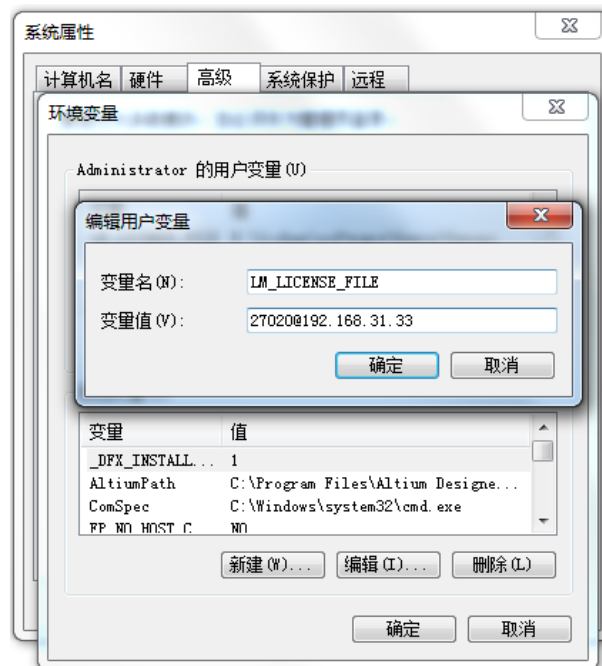 系统属性
计算机名 硬件 高级 系统保护 远程
环境变量
Administrator 的用户变量(U)
编辑用户变量
变量名(N): LM_LICENSE_FILE
变量值(V): 27020@192.168.31.33
确定 取消
变量 值
_DFX_INSTALL... 1
AltiumPath C:\Program Files\Altium Designe...
ComSpec C:\Windows\system32\cmd.exe
FP_NO_HOST_C NO
新建(W)... 编辑(I)... 删除(L)
确定 取消